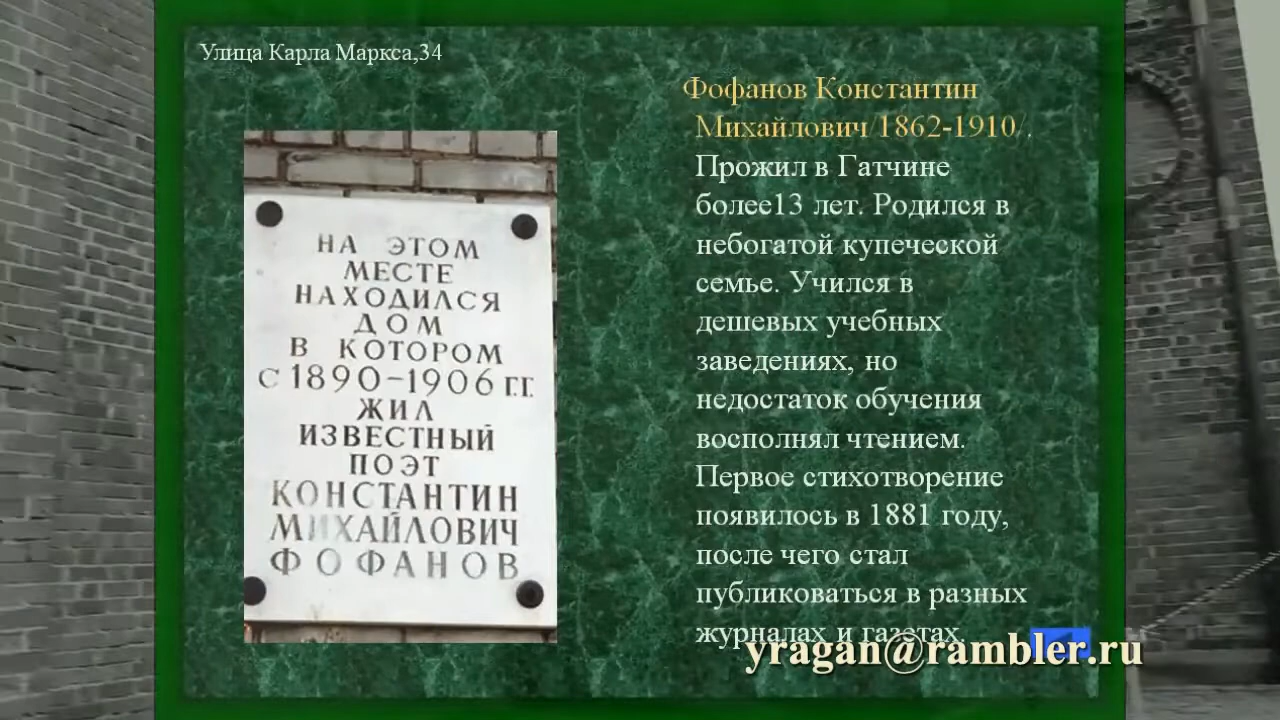 Улица Карла Маркса,34
НА ЭТОМ
МЕСТЕ
НАХОДИЛСЯ
ДОМ
В КОТОРОМ
С 1890-1906 Г.Г.
ЖИЛ
ИЗВЕСТНЫЙ
ПОЭТ
КОНСТАНТИН
МИХАЙЛОВИЧ
ФОФАНОВ
Фофанов Константин
Михайлович/1862-1910/.
Прожил в Гатчине
более13 лет. Родился в
небогатой купеческой
семье. Учился в
дешевых учебных
заведениях, но
недостаток обучения
восполнял чтением.
Первое стихотворение
появилось в 1881 году,
после чего стал
публиковаться в разных
журналах и газетах.
yragan@rambler.ru